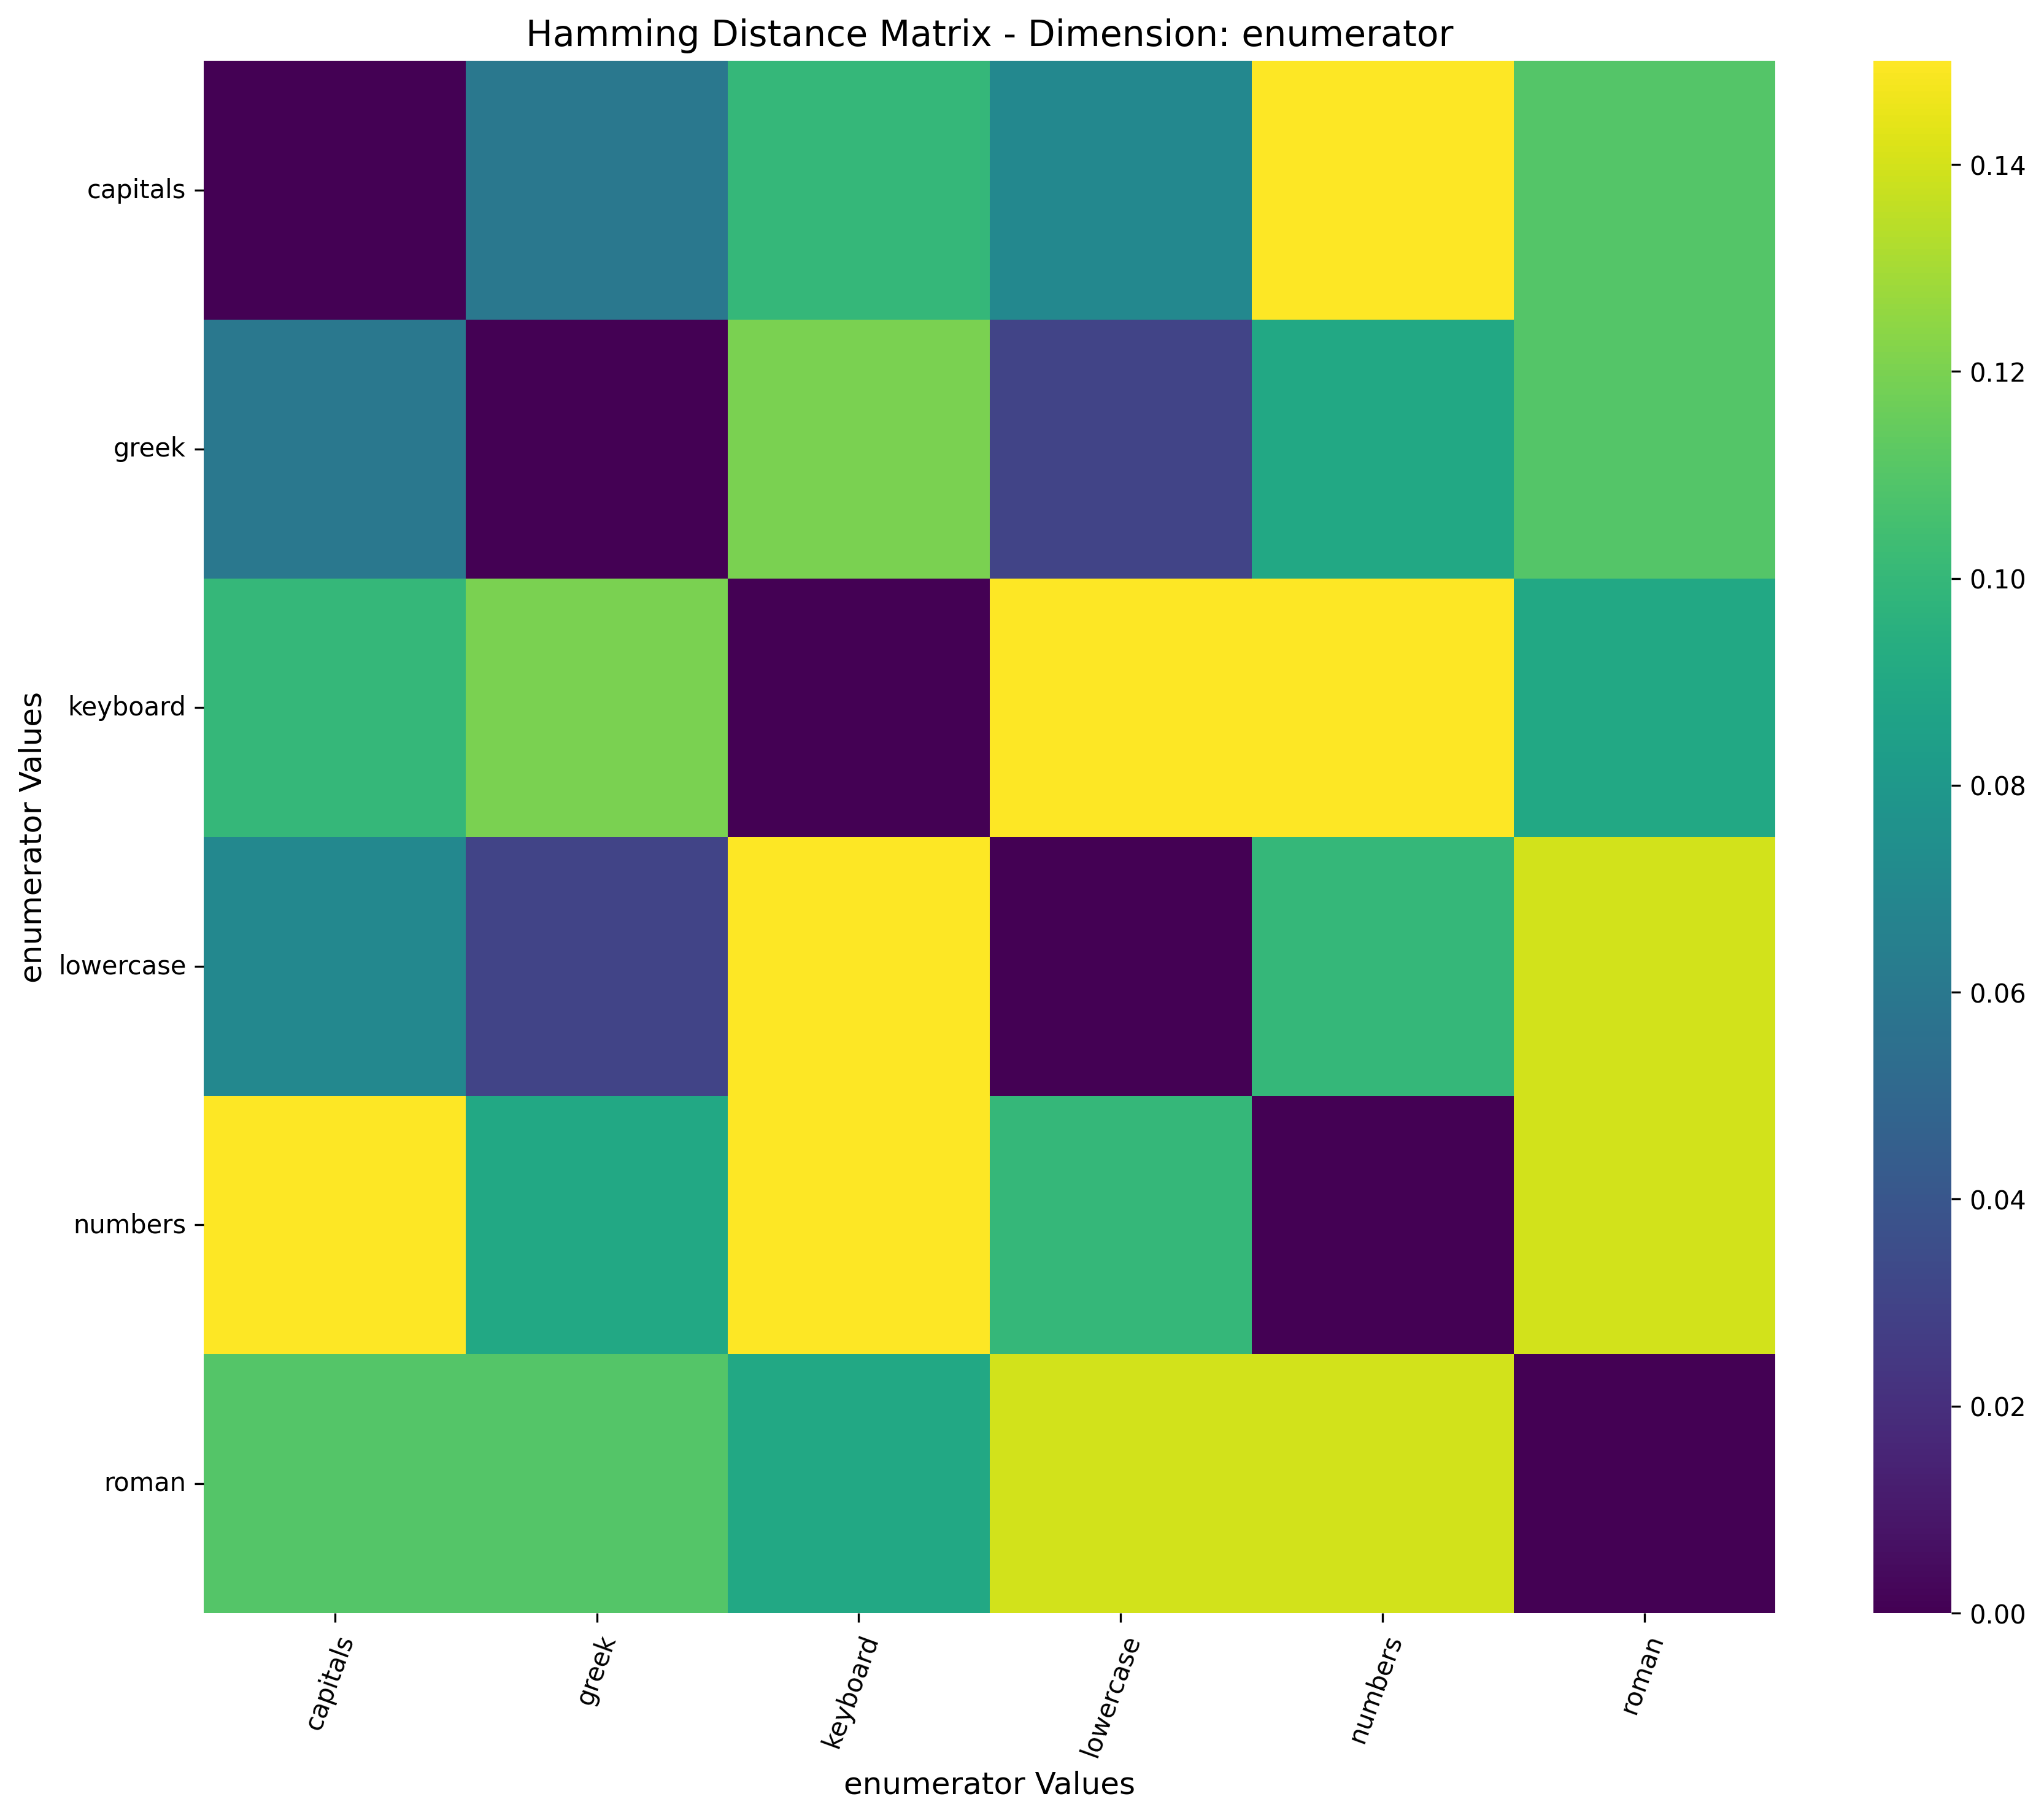 Hamming Distance Matrix - Dimension: enumerator
enumerator Values
capitals
greek
keyboard
lowercase
numbers
roman
capitals
greek
keyboard
lowercase
numbers
roman
enumerator Values
0.14
0.12
0.10
0.08
0.06
0.04
0.02
0.00